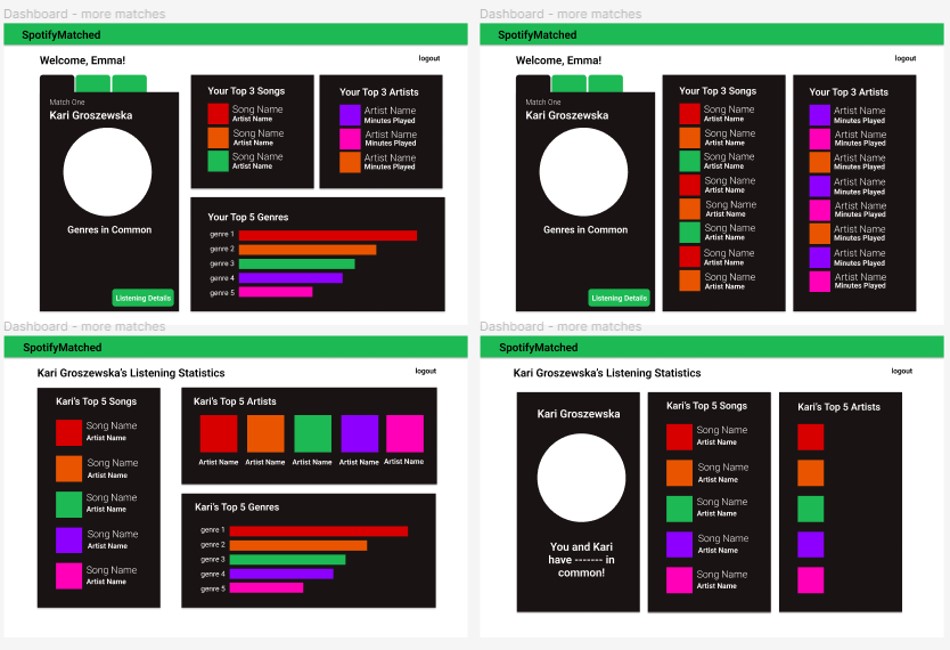 Dashboard - more matches
SpotifyMatched
Welcome, Emma!
logout
Match One
Kari Groszewska
Genres in Common
Listening Details
Your Top 3 Songs
Song Name
Artist Name
Song Name
Artist Name
Song Name
Artist Name
Your Top 3 Artists
Artist Name
Minutes Played
Artist Name
Minutes Played
Artist Name
Minutes Played
Your Top 5 Genres
genre 1
genre 2
genre 3
genre 4
genre 5
Dashboard - more matches
SpotifyMatched
Welcome, Emma!
logout
Match One
Kari Groszewska
Genres in Common
Listening Details
Your Top 3 Songs
Song Name
Artist Name
Song Name
Artist Name
Song Name
Artist Name
Song Name
Artist Name
Song Name
Artist Name
Song Name
Artist Name
Song Name
Artist Name
Song Name
Artist Name
Your Top 3 Artists
Artist Name
Minutes Played
Artist Name
Minutes Played
Artist Name
Minutes Played
Artist Name
Minutes Played
Artist Name
Minutes Played
Artist Name
Minutes Played
Artist Name
Minutes Played
Artist Name
Minutes Played
Dashboard - more matches
SpotifyMatched
Kari Groszewska's Listening Statistics
logout
Kari's Top 5 Songs
Song Name
Artist Name
Song Name
Artist Name
Song Name
Artist Name
Song Name
Artist Name
Song Name
Artist Name
Kari's Top 5 Artists
Artist Name Artist Name Artist Name Artist Name Artist Name
Kari's Top 5 Genres
genre 1
genre 2
genre 3
genre 4
genre 5
Dashboard - more matches
SpotifyMatched
Kari Groszewska's Listening Statistics
logout
Kari Groszewska
You and Kari
have ------- in
common!
Kari's Top 5 Songs
Song Name
Artist Name
Song Name
Artist Name
Song Name
Artist Name
Song Name
Artist Name
Song Name
Artist Name
Kari's Top 5 Artists